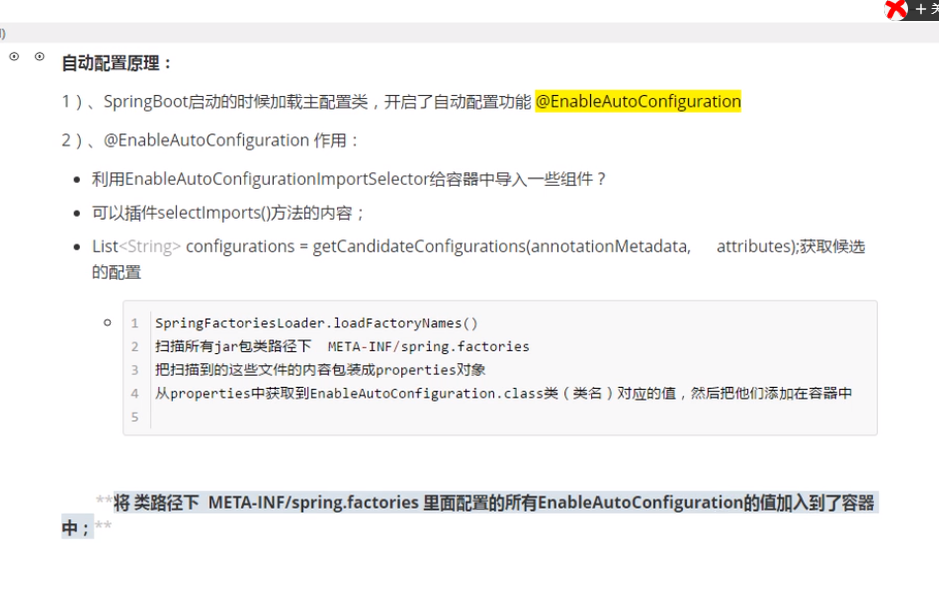 + 关
)
自动配置原理：
1）、SpringBoot启动的时候加载主配置类，开启了自动配置功能 @EnableAutoConfiguration
2）、@EnableAutoConfiguration 作用：
利用EnableAutoConfigurationImportSelector给容器中导入一些组件？
可以插件selectImports()方法的内容；
List<String> configurations = getCandidateConfigurations(annotationMetadata, attributes);获取候选
的配置
1 SpringFactoriesLoader.loadFactoryNames()
2 扫描所有jar包类路径下 META-INF/spring.factories
3 把扫描到的这些文件的内容包装成properties对象
4 从properties中获取到EnableAutoConfiguration.class类（类名）对应的值，然后把他们添加在容器中
5
**将 类路径下 META-INF/spring.factories 里面配置的所有EnableAutoConfiguration的值加入到了容器
中；**